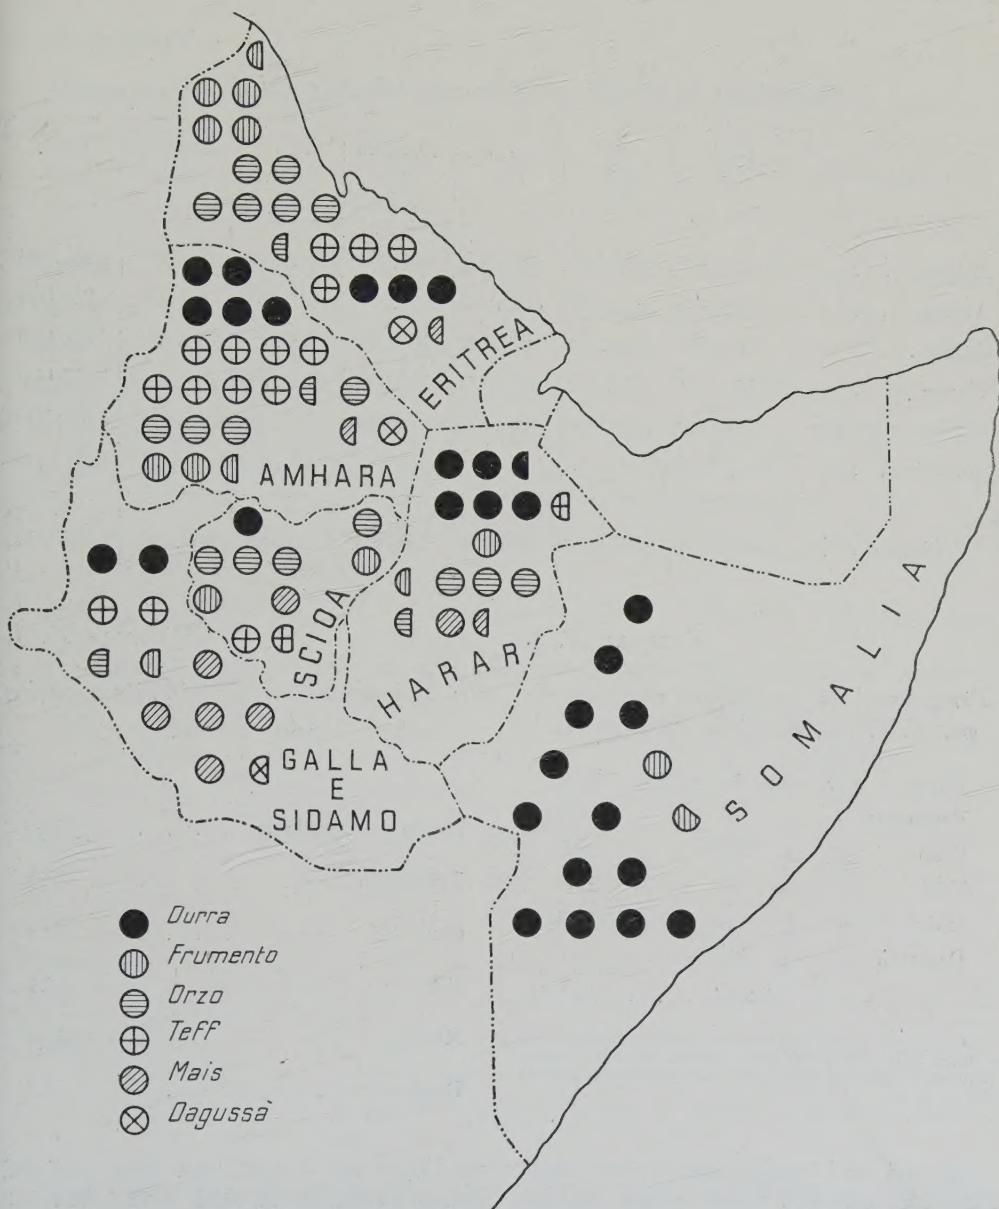 ERITREA
AMHARA
SCIOA
HARAR
SOMALIA
GALLA
E
SIDAMO
Durra
Frumento
Orzo
Teff
Mais
Dagussà